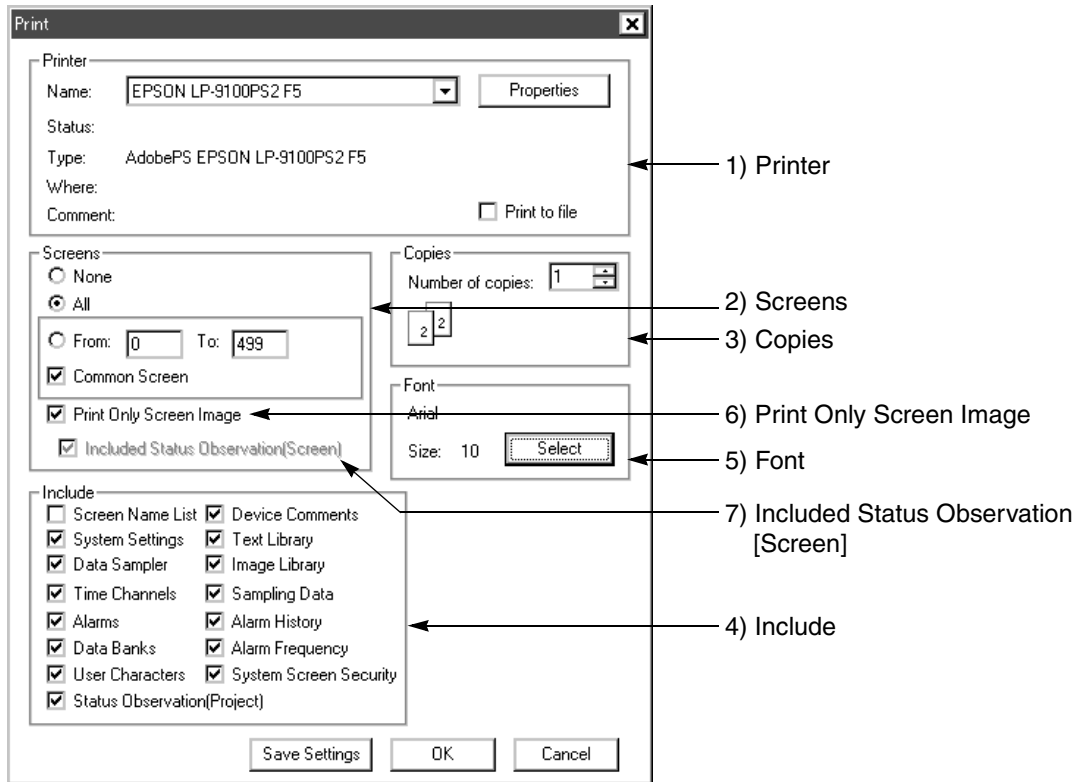 Print
Printer
Name: EPSON LP-9100PS2 F5 Properties
Status:
Type: AdobePS EPSON LP-9100PS2 F5
Where:
Comment: Print to file
1) Printer
Screens
None
All
From: 0 To: 499
Common Screen
Print Only Screen Image
Included Status Observation(Screen)
Copies
Number of copies: 1
2 2
Font
Arial
Size: 10 Select
2) Screens
3) Copies
6) Print Only Screen Image
5) Font
7) Included Status Observation
[Screen]
Include
Screen Name List Device Comments
System Settings Text Library
Data Sampler Image Library
Time Channels Sampling Data
Alarms Alarm History
Data Banks Alarm Frequency
User Characters System Screen Security
Status Observation(Project)
4) Include
Save Settings OK Cancel